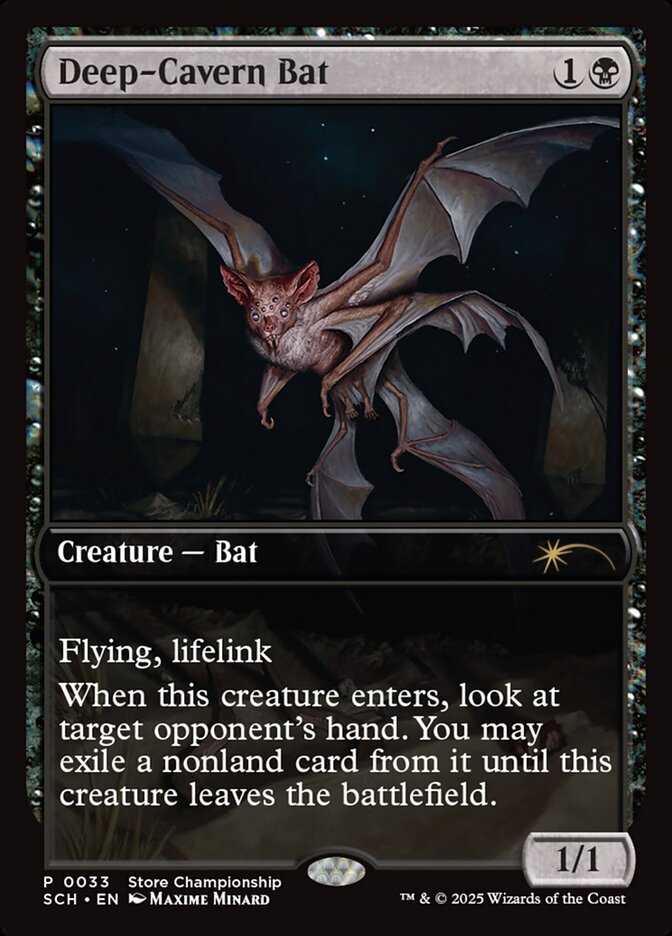 Deep-Cavern Bat 1
Creature — Bat
Flying, lifelink
When this creature enters, look at
target opponent's hand. You may
exile a nonland card from it until this
creature leaves the battlefield.
1/1
P 0033 Store Championship
SCH • EN Maxime Minard
™ & © 2025 Wizards of the Coast